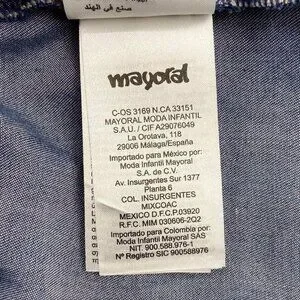 صنع في الهند
mayoral
C-OS 3169 N.CA 33151
MAYORAL MODA INFANTIL
S.A.U. / CIF A29076049
La Orotava, 118
29006 Málaga/España
Importado para México por:
Moda Infantil Mayoral
S.A. de C.V.
Av. Insurgentes Sur 1377
Planta 6
COL. INSURGENTES
MIXCOAC
MEXICO D.F.C.P.03920
R.F.C. MIM 030606-2Q2
Importado para Colombia por:
Moda Infantil Mayoral SAS
NIT. 900.588.976-1
Nº Registro SIC 900588976